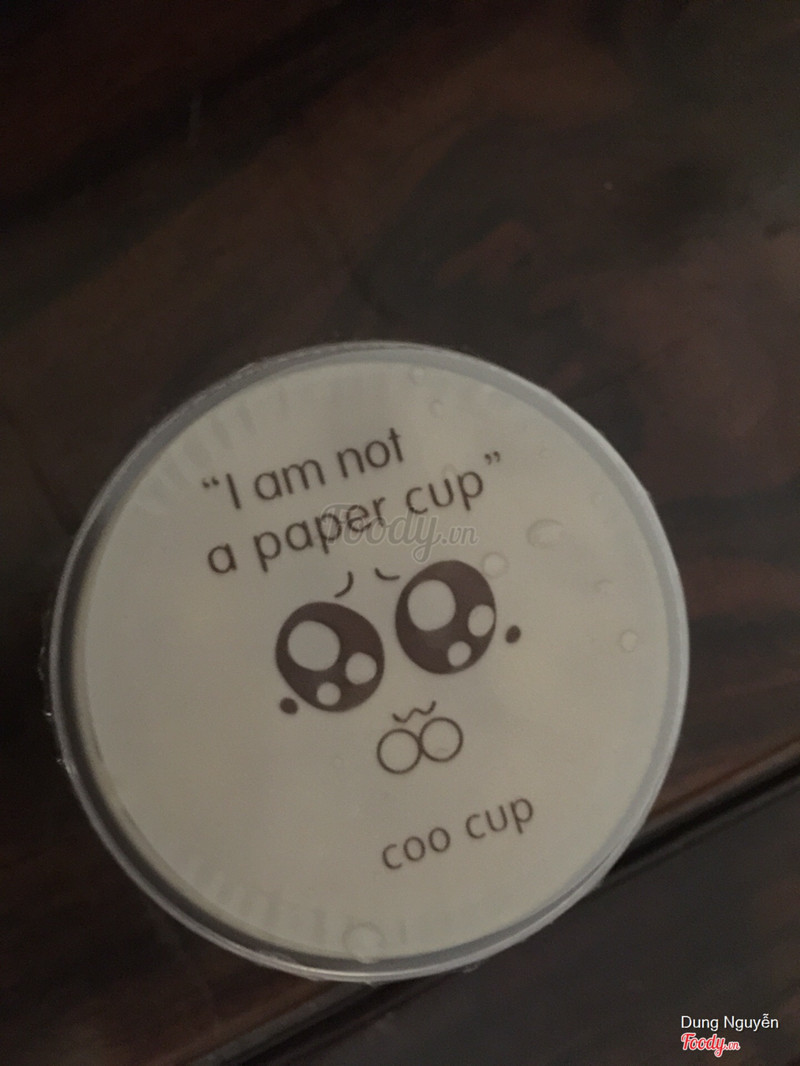 “I am not
a paper cup”
Foody.vn
coo cup
Dung Nguyễn
Foody.vn